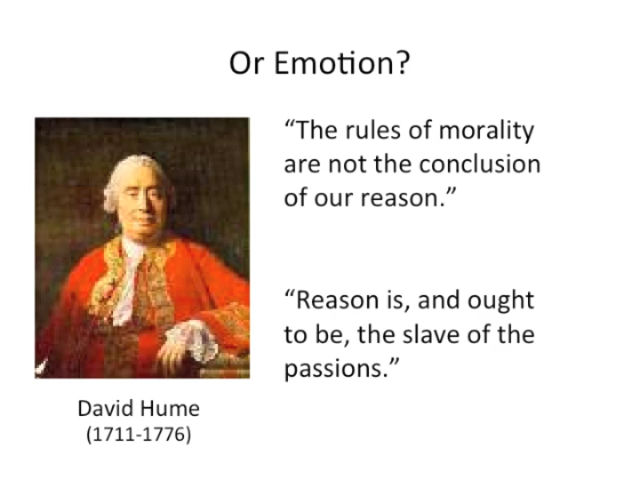 Or Emotion?
“The rules of morality
are not the conclusion
of our reason.”
“Reason is, and ought
to be, the slave of the
passions.”
David Hume
(1711-1776)